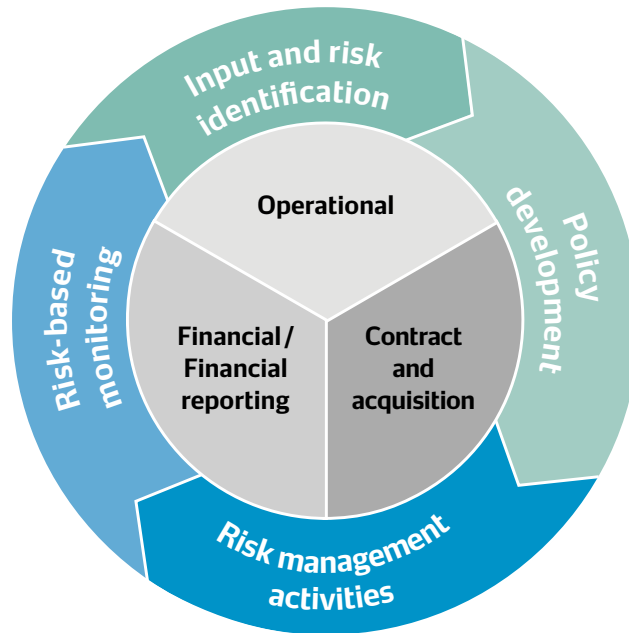 Input and risk
identification
Policy
development
Operational
Financial/
Financial
reporting
Contract
and
acquisition
Risk-based
monitoring
Risk management
activities